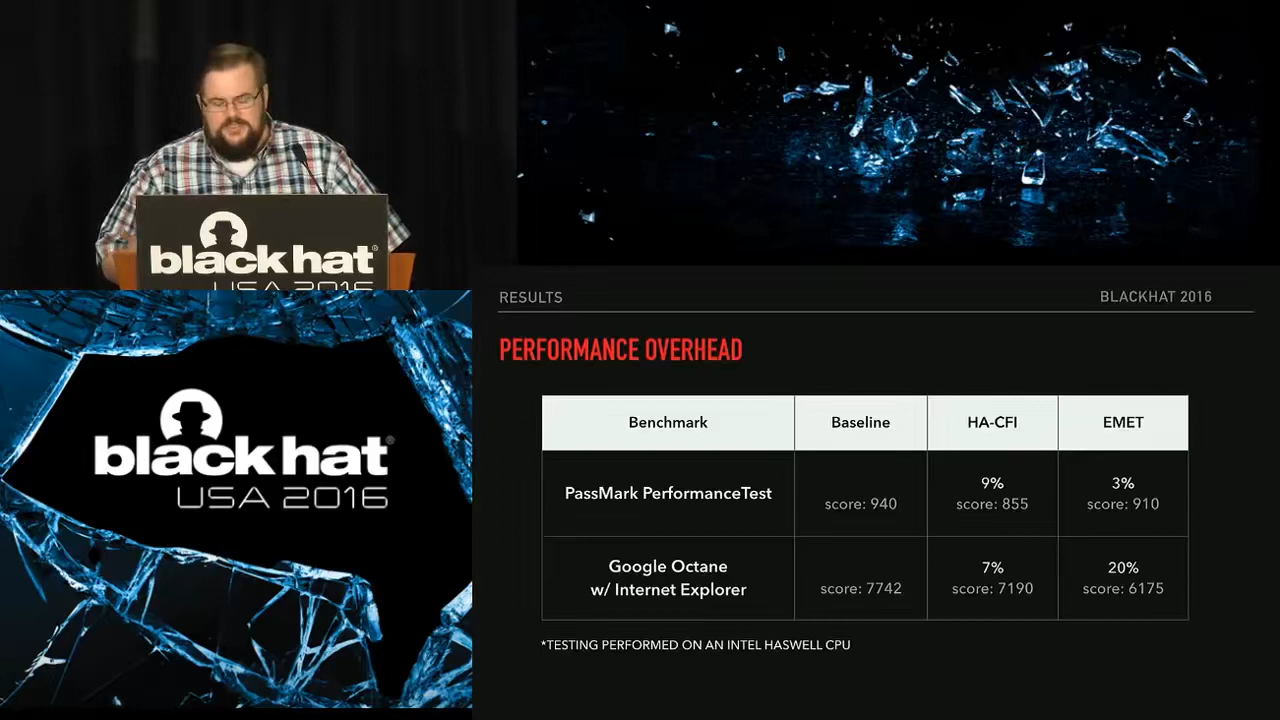 black hat®
USA 2016
black hat®
USA 2016
RESULTS
BLACKHAT 2016
PERFORMANCE OVERHEAD
Benchmark Baseline HA-CFI EMET
PassMark PerformanceTest score: 940 9% score: 855 3% score: 910
Google Octane
w/ Internet Explorer score: 7742 7% score: 7190 20% score: 6175
*TESTING PERFORMED ON AN INTEL HASWELL CPU